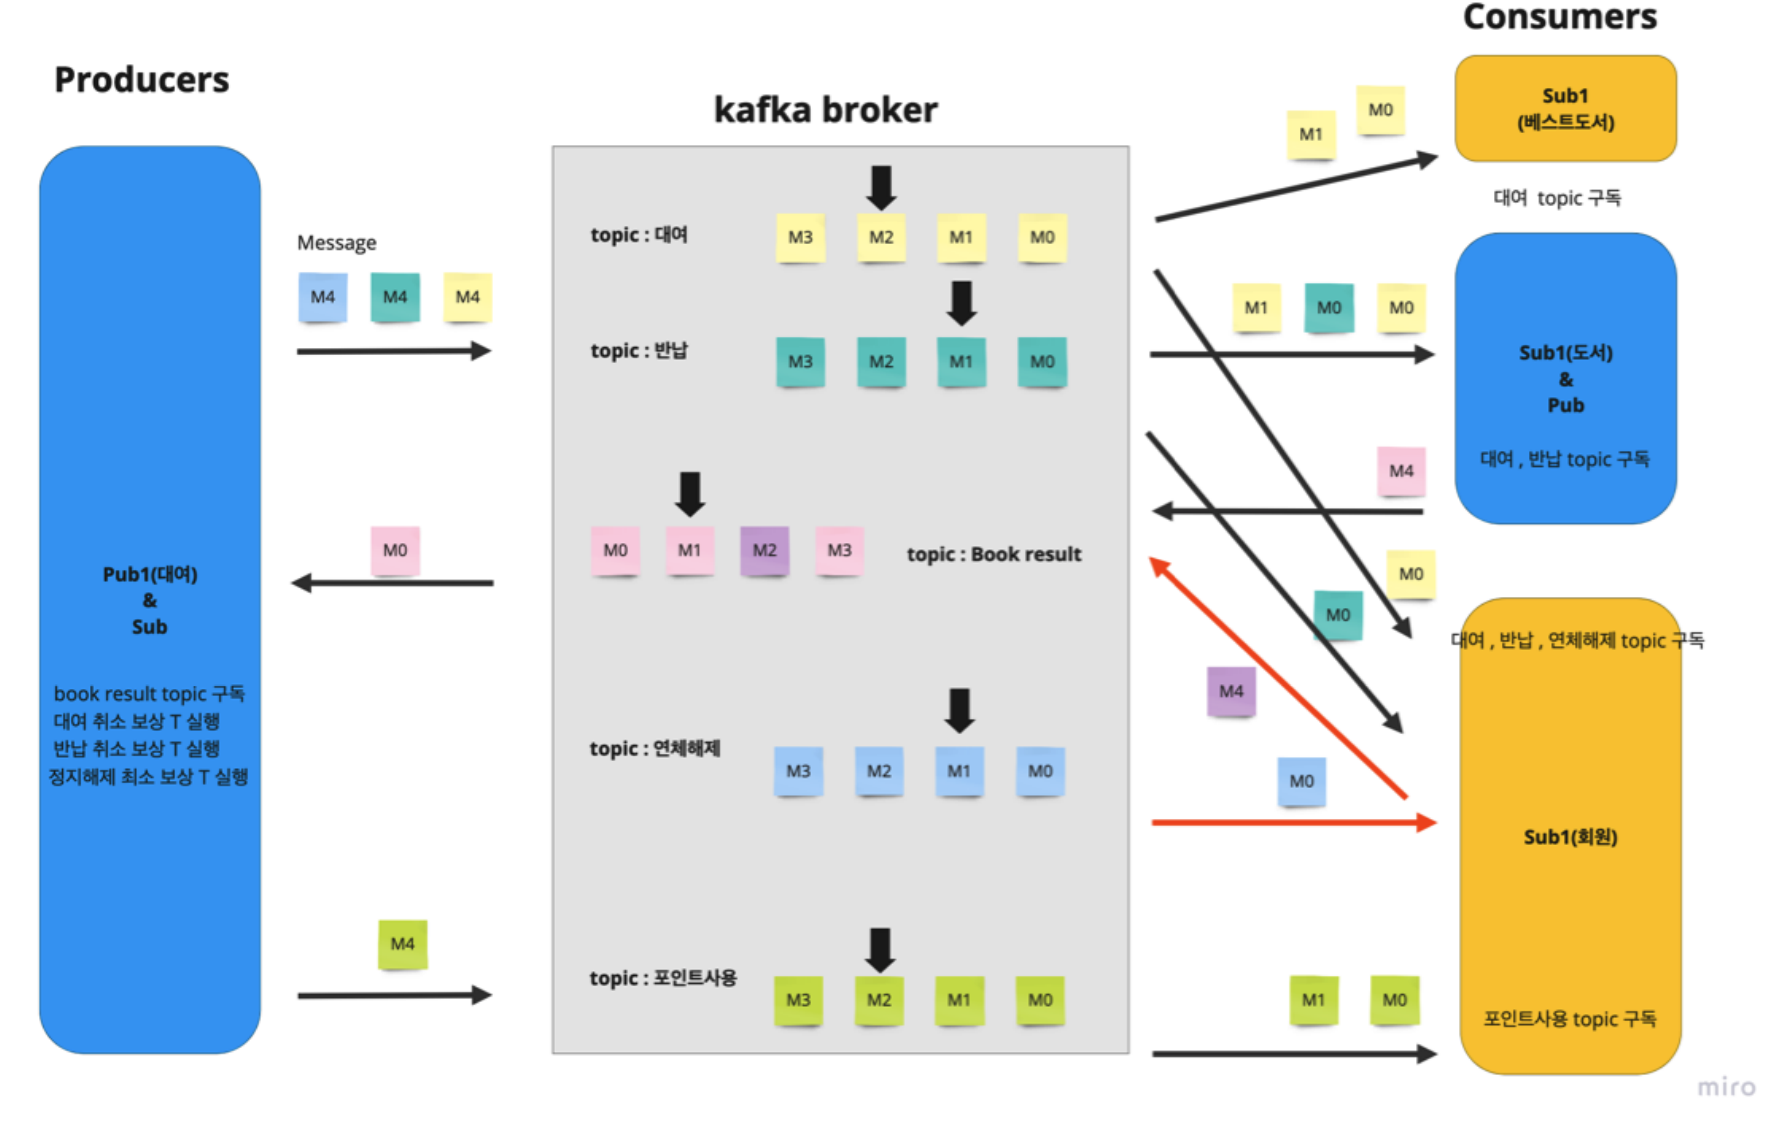 Producers
Message
M4 M4 M4
M0
Pub1(대여)
&
Sub
book result topic 구독
대여 취소 보상 T 실행
반납 취소 보상 T 실행
정지해제 최소 보상 T 실행
M4
kafka broker
topic : 대여
M3 M2 M1 M0
topic : 반납
M3 M2 M1 M0
M0 M1 M2 M3
topic : Book result
topic : 연체해제
M3 M2 M1 M0
topic : 포인트사용
M3 M2 M1 M0
Consumers
M1 M0
Sub1
(베스트도서)
대여 topic 구독
M1 M0 M0
Sub1(도서)
&
Pub
대여 , 반납 topic 구독
M4
M0
M0
대여 , 반납 , 연체해제 topic 구독
M4
M0
Sub1(회원)
M1 M0
포인트사용 topic 구독
miro